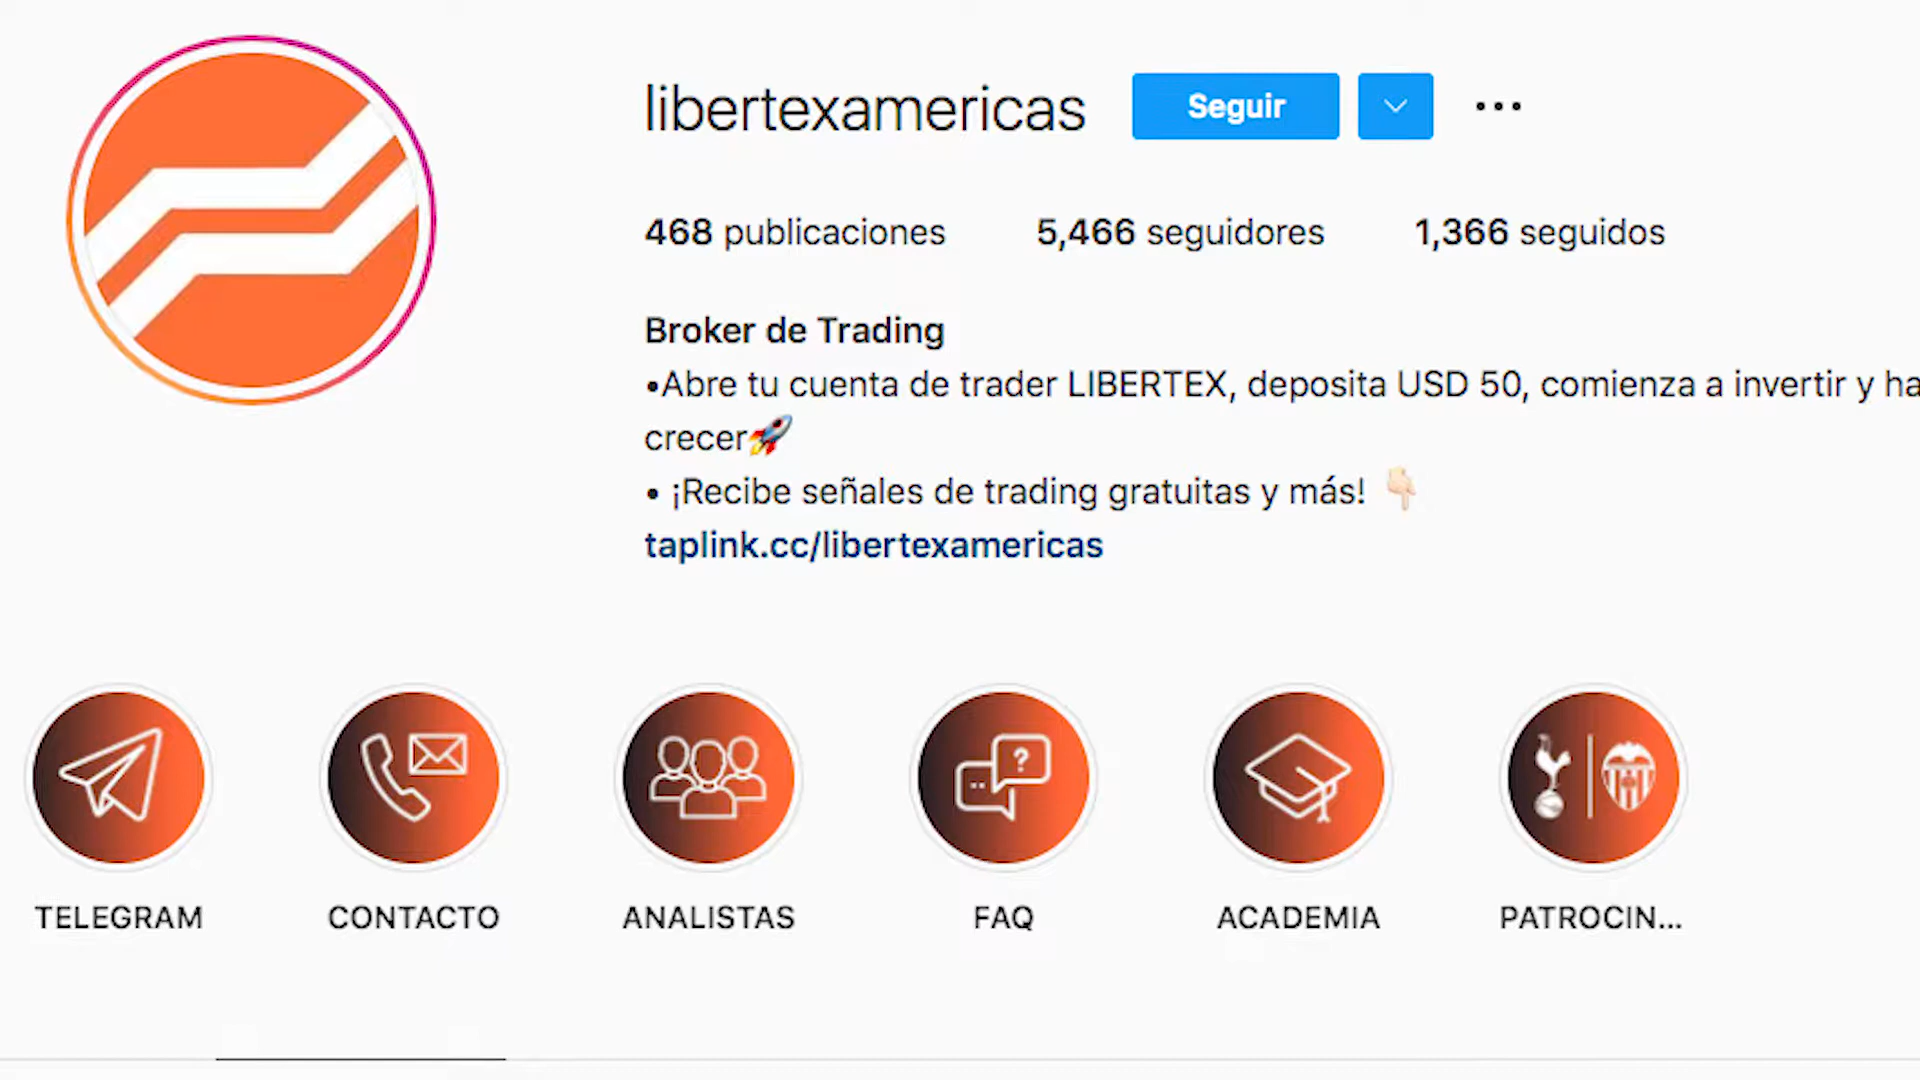 libertexamericas Seguir
468 publicaciones 5,466 seguidores 1,366 seguidos
Broker de Trading
•Abre tu cuenta de trader LIBERTEX, deposita USD 50, comienza a invertir y ha
crecer🚀
• ¡Recibe señales de trading gratuitas y más! 👇🏻
taplink.cc/libertexamericas
TELEGRAM CONTACTO ANALISTAS FAQ ACADEMIA PATROCIN...